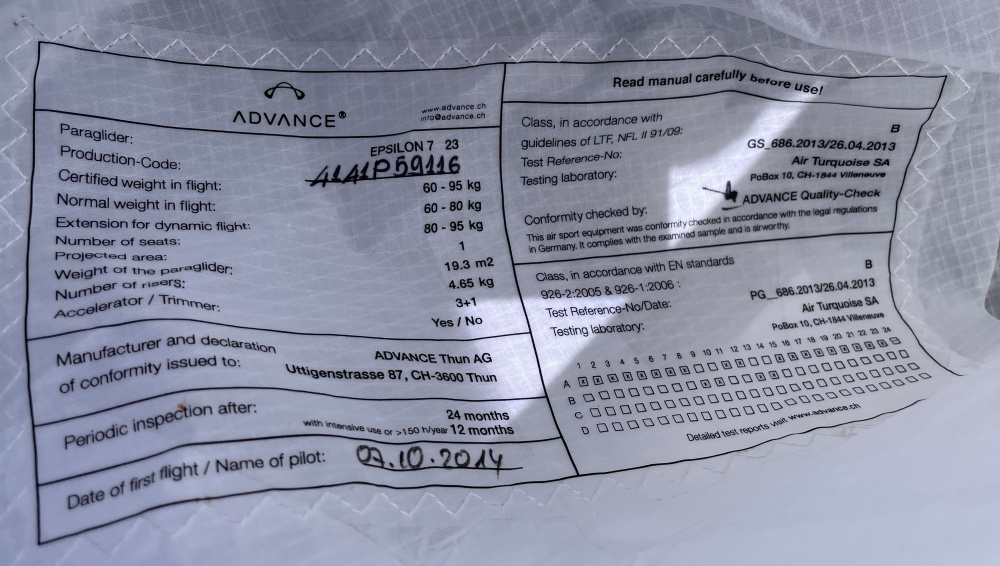 ADVANCE®
www.advance.ch
info@advance.ch
Paraglider: EPSILON 7 23
Production-Code: 4141P59116
Certified weight in flight: 60 - 95 kg
Normal weight in flight: 60 - 80 kg
Extension for dynamic flight: 80 - 95 kg
Number of seats: 1
Projected area: 19.3 m2
Weight of the paraglider: 4.65 kg
Number of risers: 3+1
Accelerator / Trimmer: Yes / No
Manufacturer and declaration
of conformity issued to:
ADVANCE Thun AG
Uttigenstrasse 87, CH-3600 Thun
Periodic inspection after: 24 months
with intensive use or >150 h/year 12 months
Date of first flight / Name of pilot: 07.10.2014
Read manual carefully before use!
Class, in accordance with
guidelines of LTF, NFL II 91/09: B
Test Reference-No: GS_686.2013/26.04.2013
Testing laboratory: Air Turquoise SA
PoBox 10, CH-1844 Villeneuve
Conformity checked by: ADVANCE Quality-Check
This air sport equipment was conformity checked in accordance with the legal regulations
in Germany. It complies with the examined sample and is airworthy.
Class, in accordance with EN standards
926-2:2005 & 926-1:2006 : B
Test Reference-No/Date: PG_686.2013/26.04.2013
Testing laboratory: Air Turquoise SA
PoBox 10, CH-1844 Villeneuve
1 2 3 4 5 6 7 8 9 10 11 12 13 14 15 16 17 18 19 20 21 22 23 24
A
B
C
D
Detailed test reports visit www.advance.ch